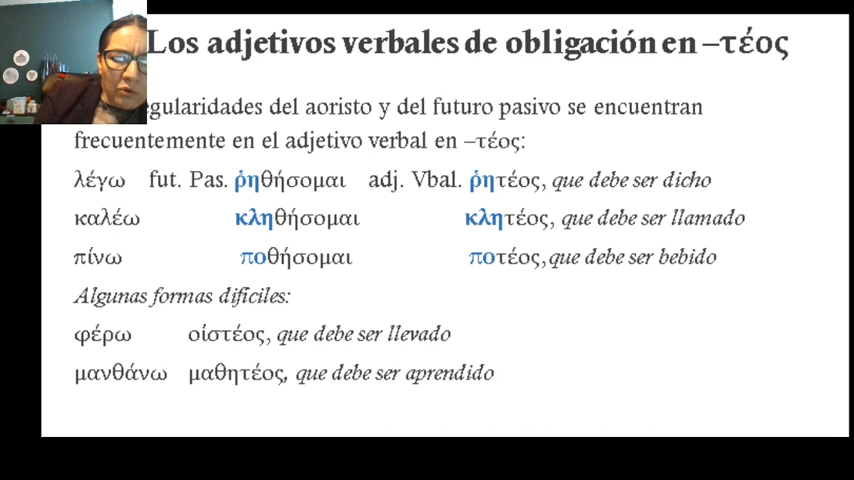 Los adjetivos verbales de obligación en –τέος
egularidades del aoristo y del futuro pasivo se encuentran
frecuentemente en el adjetivo verbal en –τέος:
λέγω fut. Pas. ῥηθήσομαι adj. Vbal. ῥητέος, que debe ser dicho
καλέω κληθήσομαι κλητέος, que debe ser llamado
πίνω ποθήσομαι ποτέος, que debe ser bebido
Algunas formas difíciles:
φέρω οἰστέος, que debe ser llevado
μανθάνω μαθητέος, que debe ser aprendido